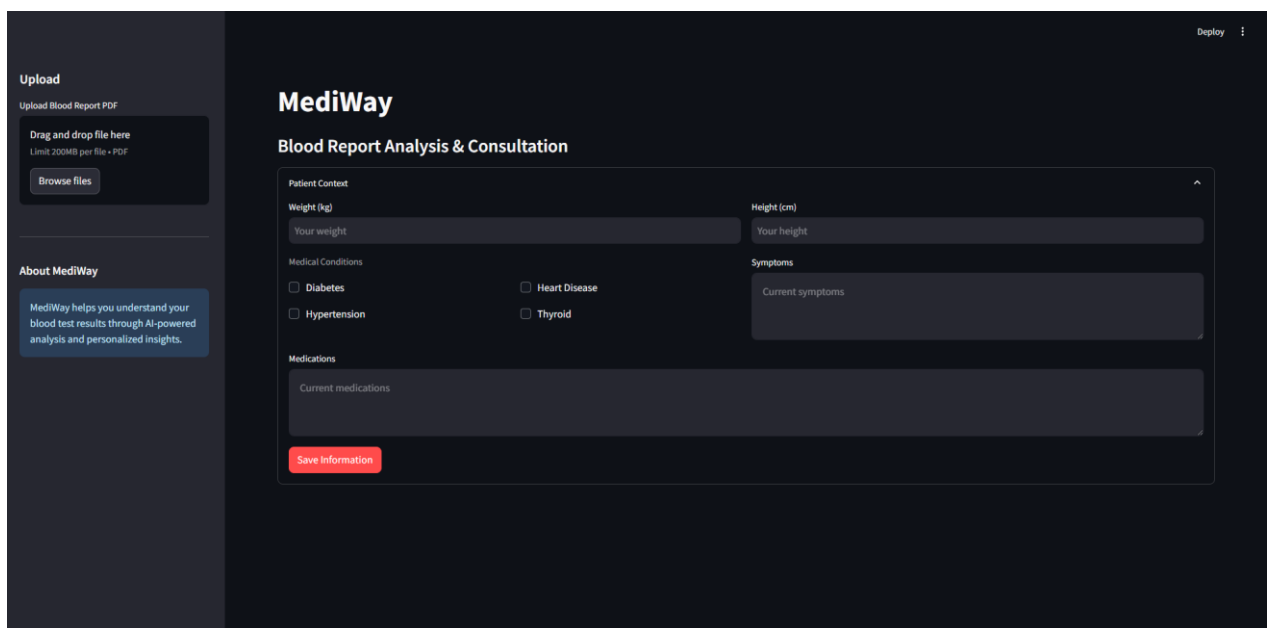 Deploy
Upload
Upload Blood Report PDF
Drag and drop file here
Limit 200MB per file • PDF
Browse files
About MediWay
MediWay helps you understand your
blood test results through AI-powered
analysis and personalized insights.
MediWay
Blood Report Analysis & Consultation
Patient Context
Weight (kg)
Your weight
Height (cm)
Your height
Medical Conditions
Diabetes
Heart Disease
Hypertension
Thyroid
Symptoms
Current symptoms
Medications
Current medications
Save Information